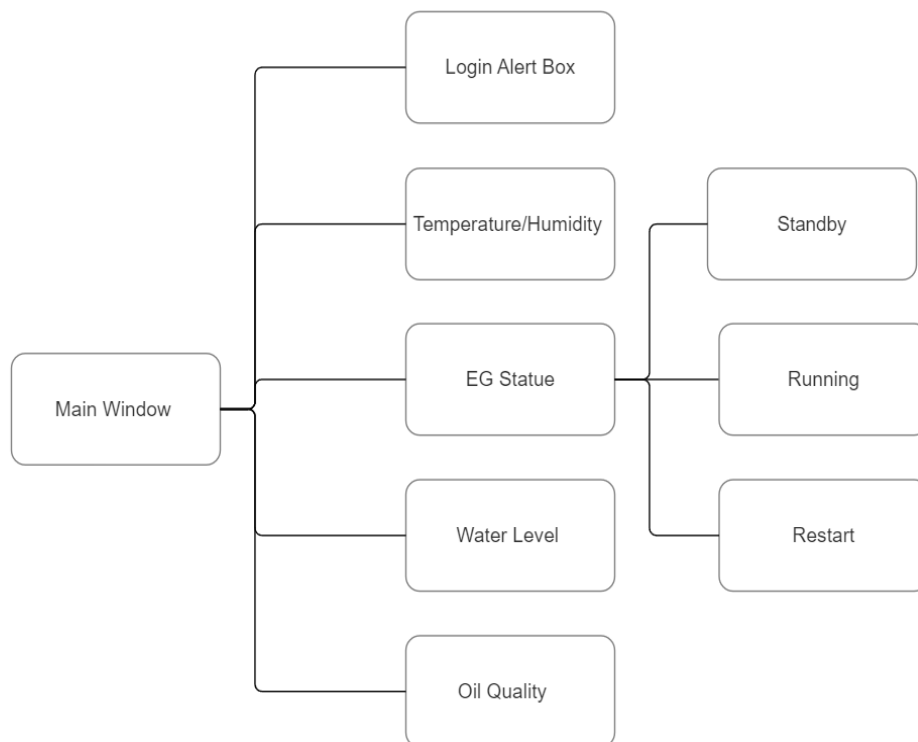 Login Alert Box
Temperature/Humidity
Standby
EG Statue
Running
Main Window
Water Level
Restart
Oil Quality